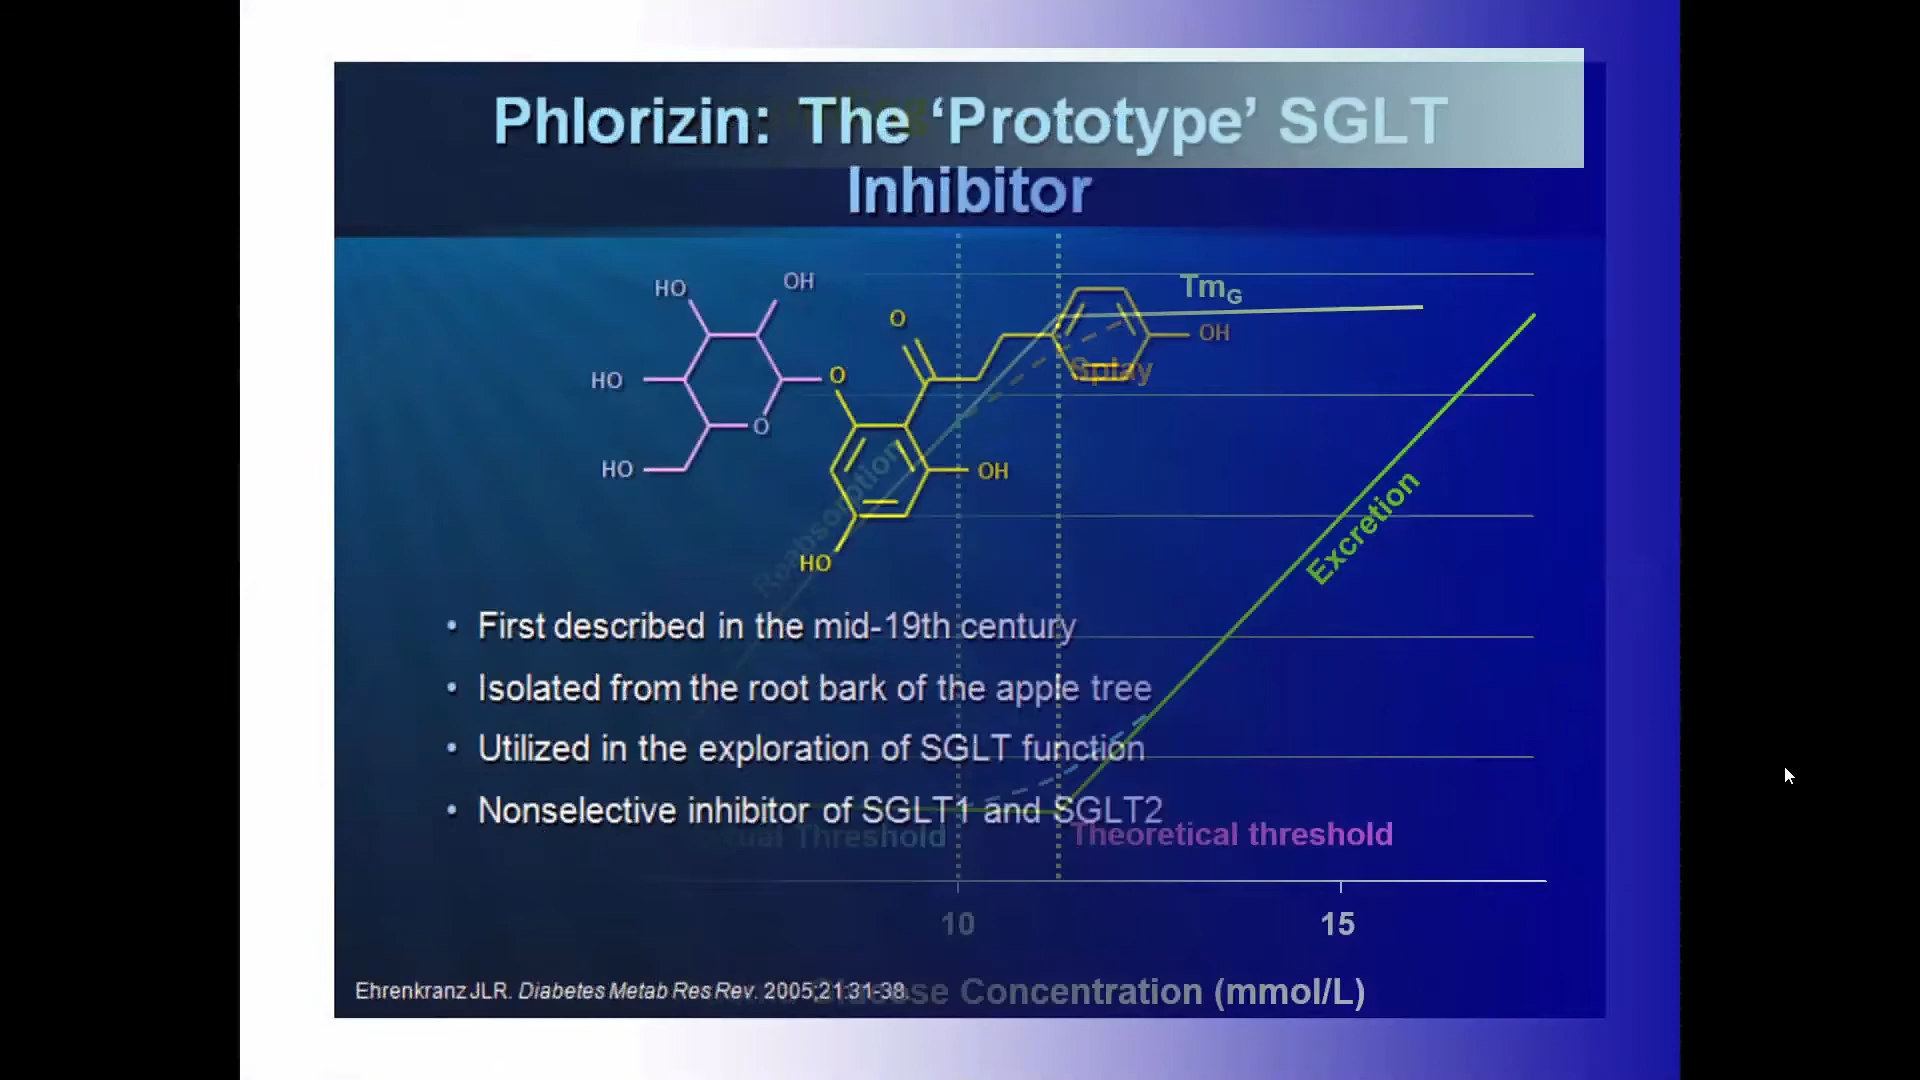 Phlorizin: The ‘Prototype’ SGLT
Inhibitor
HO
OH
O
TmG
OH
HO
O
Splay
O
HO
OH
Reabsorption
Excretion
HO
• First described in the mid-19th century
• Isolated from the root bark of the apple tree
• Utilized in the exploration of SGLT function
• Nonselective inhibitor of SGLT1 and SGLT2
Threshold
Theoretical threshold
10
15
Ehrenkranz JLR. Diabetes Metab Res Rev. 2005;21:31-38.
Concentration (mmol/L)